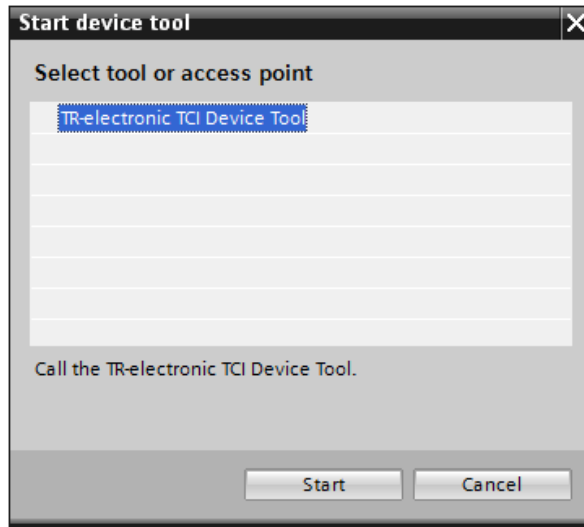 Start device tool
Select tool or access point
TR-electronic TCI Device Tool
Call the TR-electronic TCI Device Tool.
Start
Cancel